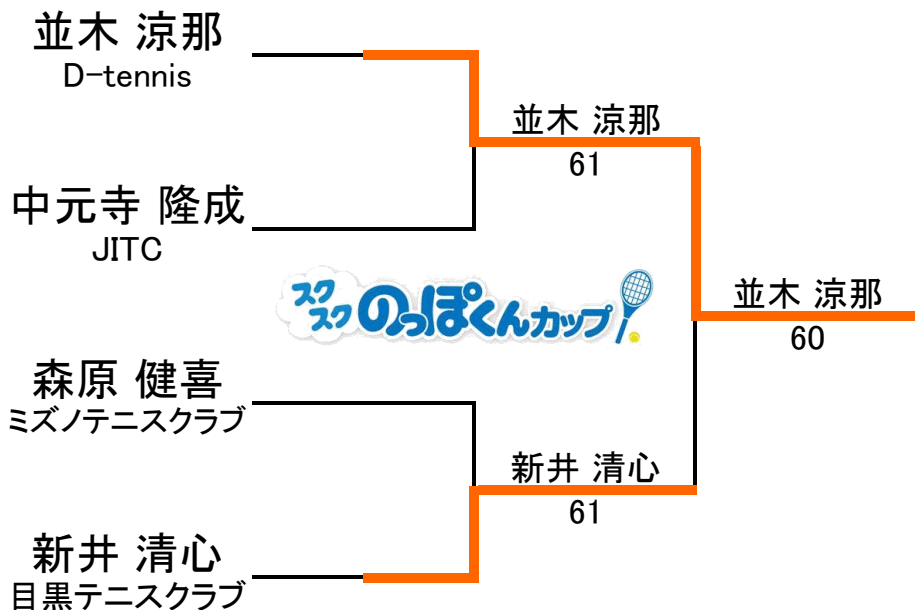 並木 涼那
D-tennis
並木 涼那
61
中元寺 隆成
JITC
スク
スク
のっぽくんカップ
並木 涼那
60
森原 健喜
ミズノテニスクラブ
新井 清心
61
新井 清心
目黒テニスクラブ